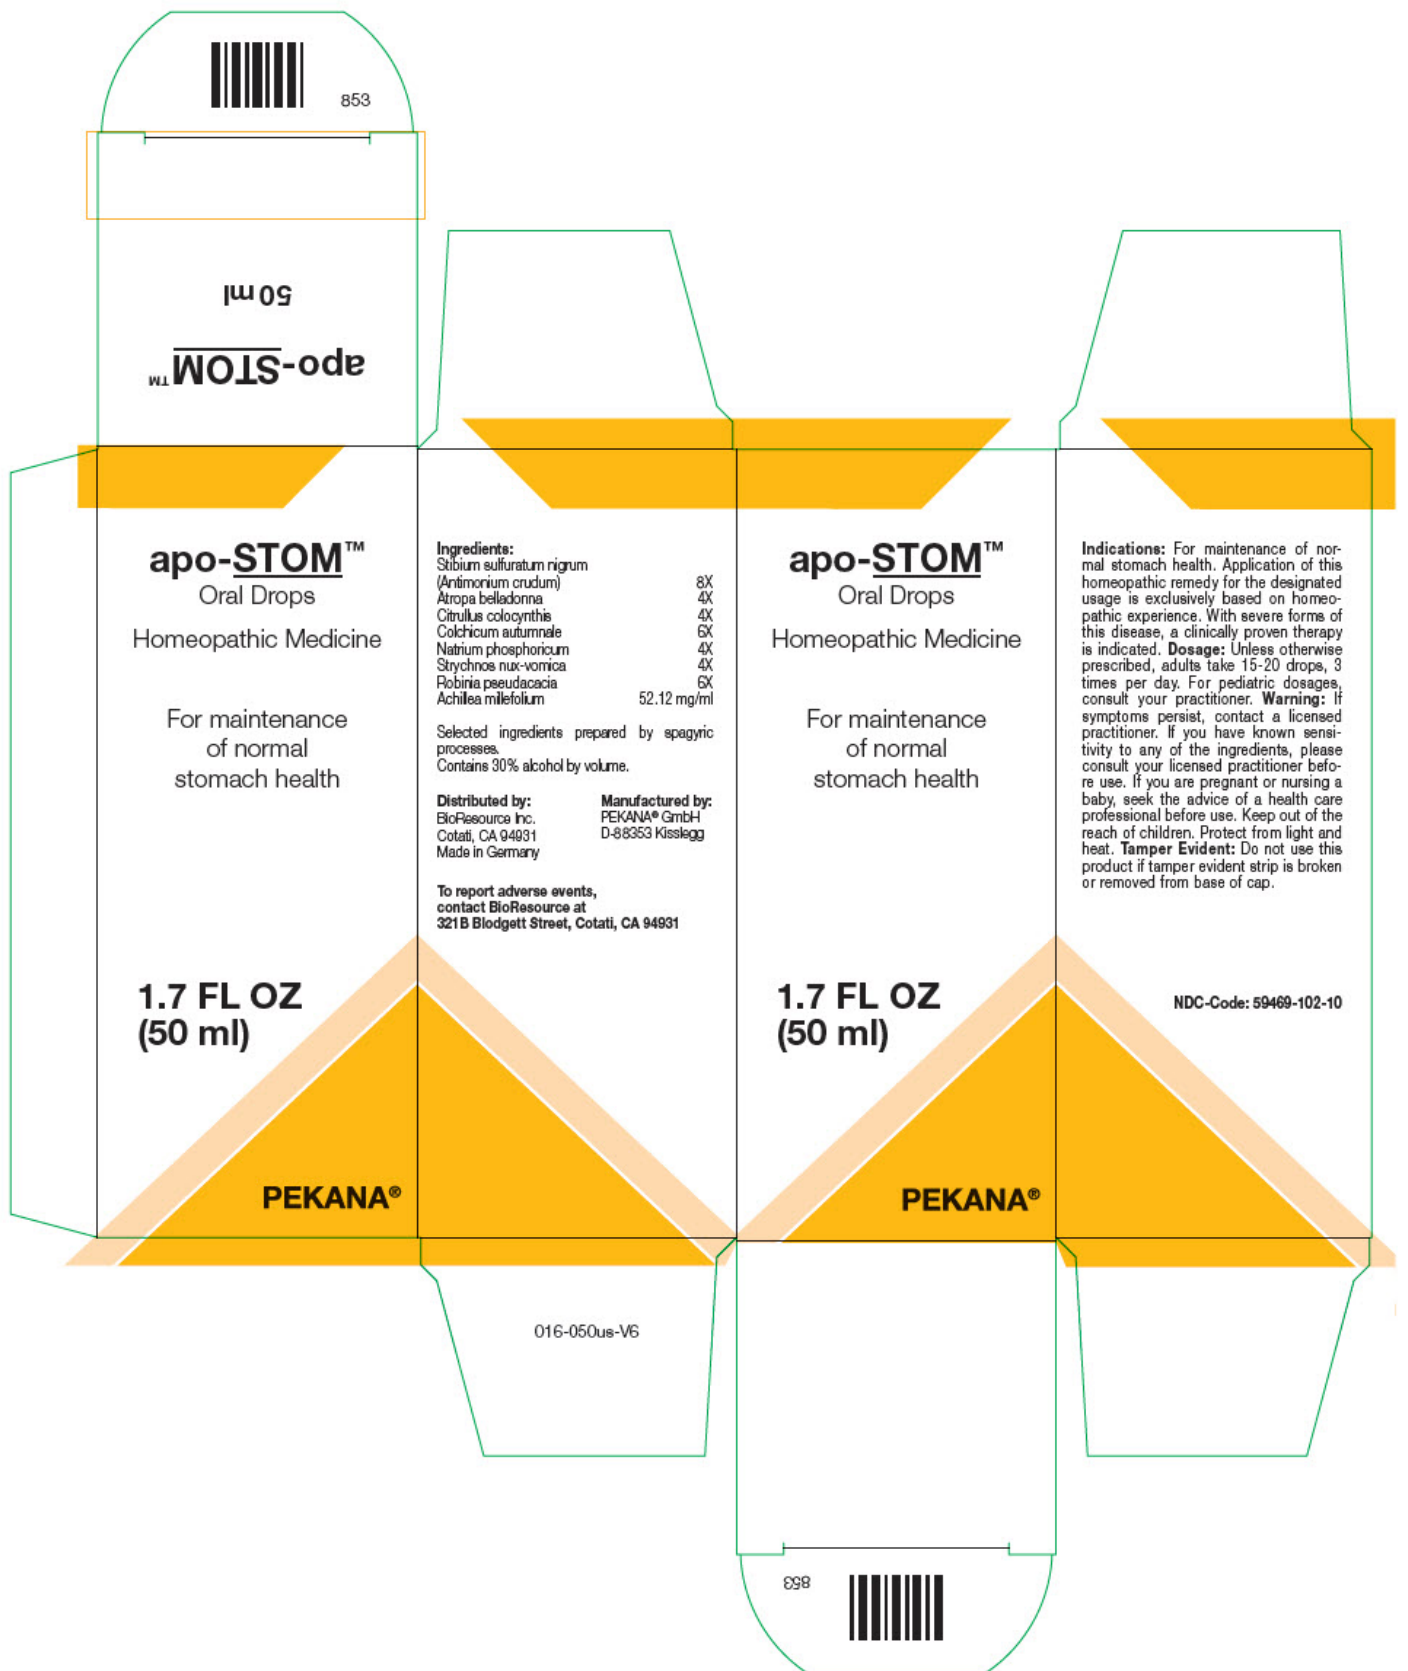 853
50 ml
apo-STOM™
apo-STOM™
Oral Drops
Homeopathic Medicine
For maintenance
of normal
stomach health
1.7 FL OZ
(50 ml)
PEKANA®
Ingredients:
Stibium sulfuratum nigrum
(Antimonium crudum) 8X
Atropa belladonna 4X
Citrullus colocynthis 4X
Colchicum autumnale 6X
Natrium phosphoricum 4X
Strychnos nux-vomica 4X
Robinia pseudacacia 6X
Achillea millefolium 52.12 mg/ml
Selected ingredients prepared by spagyric
processes.
Contains 30% alcohol by volume.
Distributed by:
BioResource Inc.
Cotati, CA 94931
Made in Germany
Manufactured by:
PEKANA® GmbH
D-88353 Kisslegg
To report adverse events,
contact BioResource at
321B Blodgett Street, Cotati, CA 94931
016-050us-V6
apo-STOM™
Oral Drops
Homeopathic Medicine
For maintenance
of normal
stomach health
1.7 FL OZ
(50 ml)
PEKANA®
Indications: For maintenance of nor-
mal stomach health. Application of this
homeopathic remedy for the designated
usage is exclusively based on homeo-
pathic experience. With severe forms of
this disease, a clinically proven therapy
is indicated. Dosage: Unless otherwise
prescribed, adults take 15-20 drops, 3
times per day. For pediatric dosages,
consult your practitioner. Warning: If
symptoms persist, contact a licensed
practitioner. If you have known sensi-
tivity to any of the ingredients, please
consult your licensed practitioner befo-
re use. If you are pregnant or nursing a
baby, seek the advice of a health care
professional before use. Keep out of the
reach of children. Protect from light and
heat. Tamper Evident: Do not use this
product if tamper evident strip is broken
or removed from base of cap.
NDC-Code: 59469-102-10
853